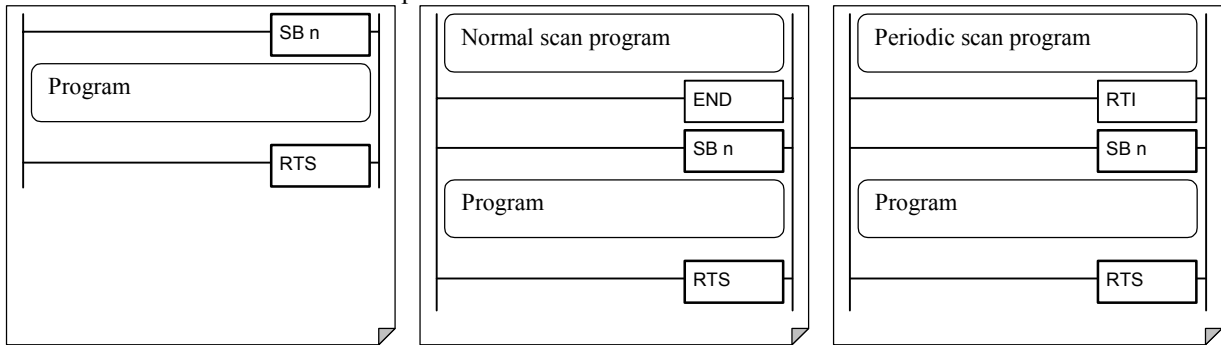 SB n
Program
RTS
Normal scan program
END
SB n
Program
RTS
Periodic scan program
RTI
SB n
Program
RTS